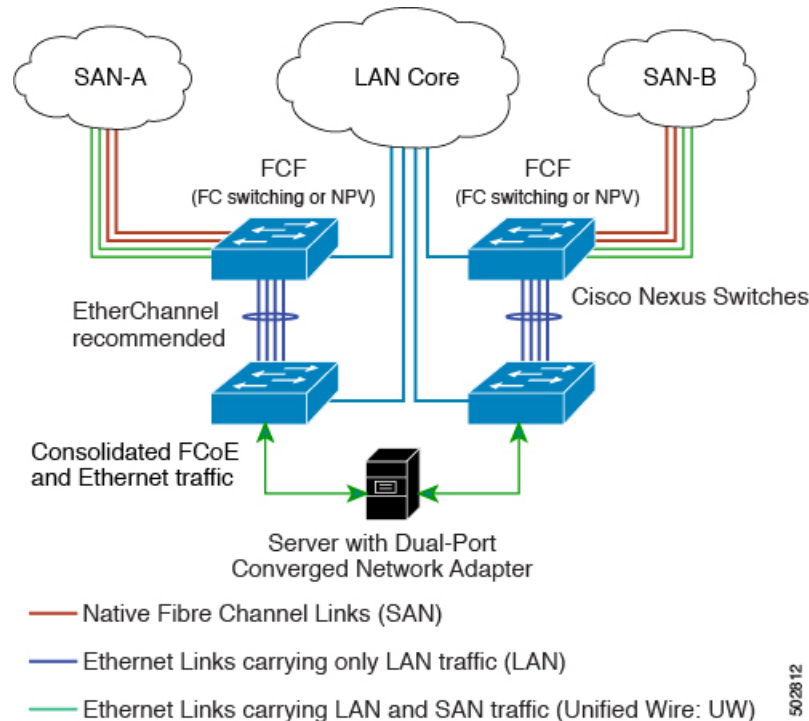 SAN-A
LAN Core
SAN-B
FCF
(FC switching or NPV)
FCF
(FC switching or NPV)
EtherChannel
recommended
Cisco Nexus Switches
Consolidated FCoE
and Ethernet traffic
Server with Dual-Port
Converged Network Adapter
Native Fibre Channel Links (SAN)
Ethernet Links carrying only LAN traffic (LAN)
Ethernet Links carrying LAN and SAN traffic (Unified Wire: UW)
502812